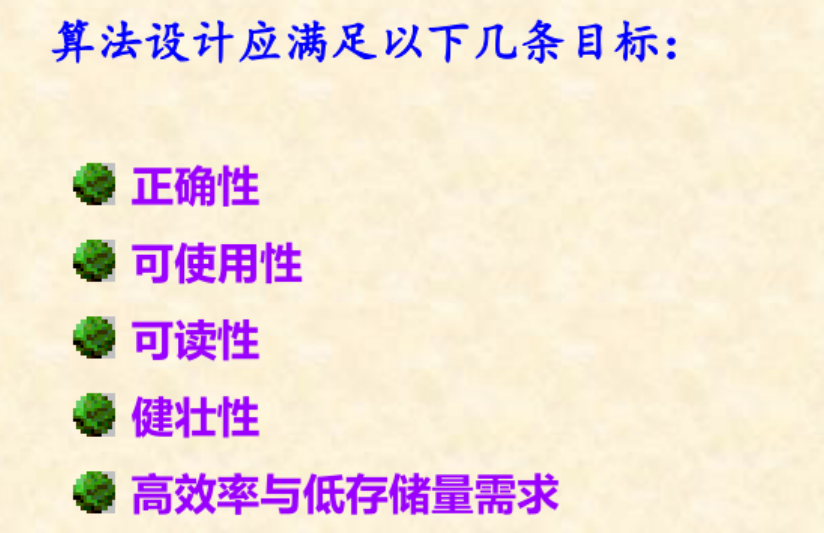 算法设计应满足以下几条目标：
正确性
可使用性
可读性
健壮性
高效率与低存储量需求